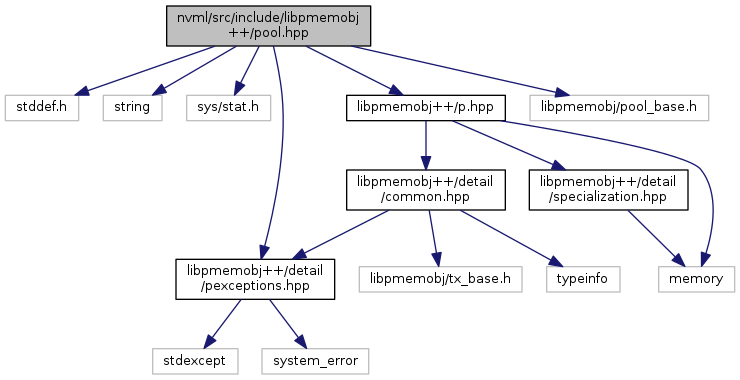 nvml/src/include/libpmemobj
++/pool.hpp
stddef.h
string
sys/stat.h
libpmemobj++/p.hpp
libpmemobj/pool_base.h
libpmemobj++/detail
/common.hpp
libpmemobj++/detail
/specialization.hpp
libpmemobj++/detail
/pexceptions.hpp
libpmemobj/tx_base.h
typeinfo
memory
stdexcept
system_error